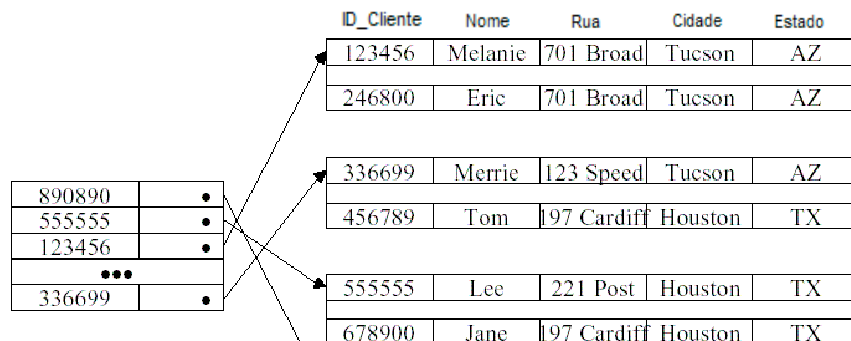 ID_Cliente Nome Rua Cidade Estado
123456 Melanie 701 Broad Tucson AZ
246800 Eric 701 Broad Tucson AZ
336699 Merrie 123 Speed Tucson AZ
890890
456789 Tom 197 Cardiff Houston TX
555555
123456
•••
555555 Lee 221 Post Houston TX
336699
678900 Jane 197 Cardiff Houston TX